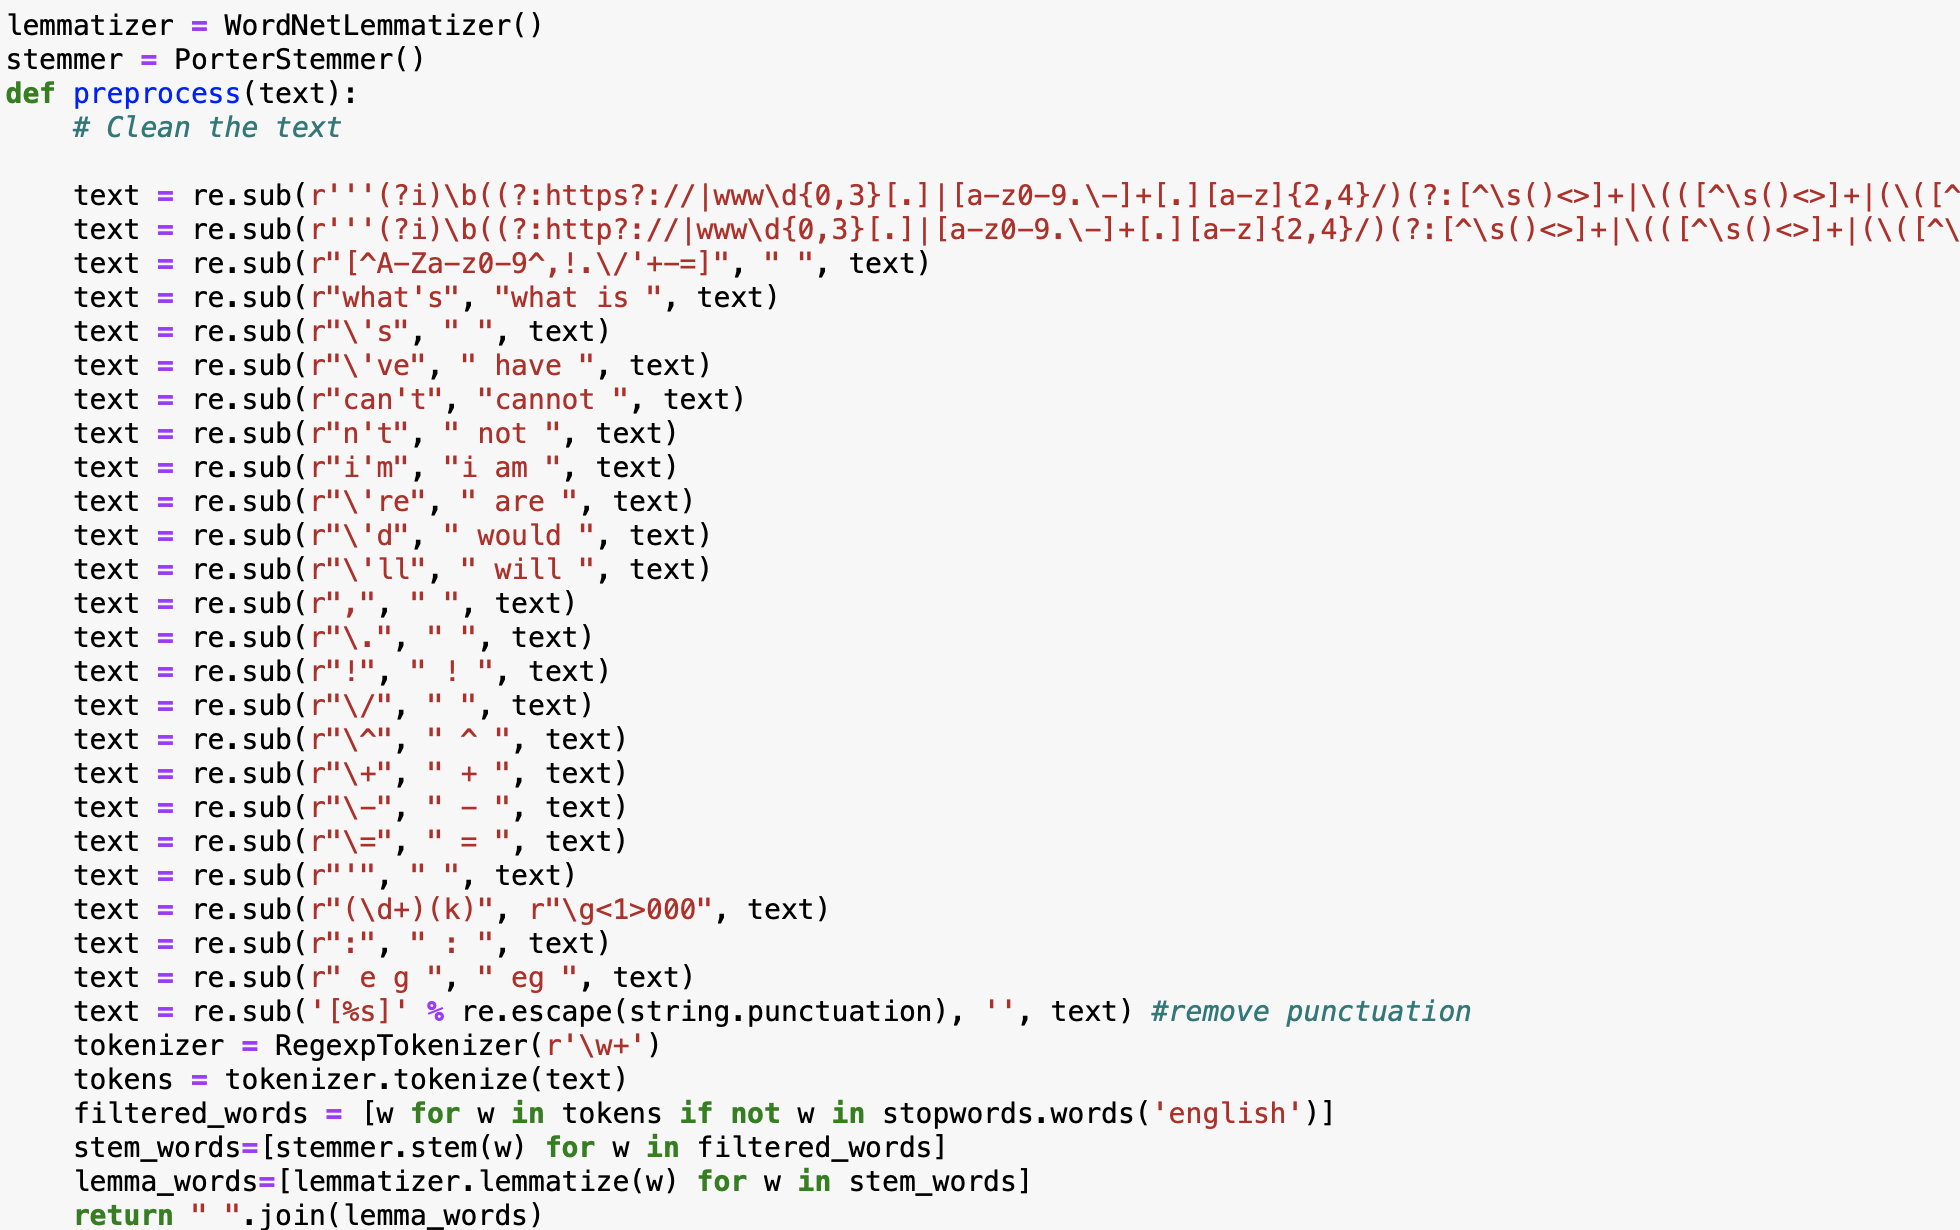 lemmatizer = WordNetLemmatizer()
stemmer = PorterStemmer()
def preprocess(text):
    # Clean the text

    text = re.sub(r'''(?i)\b((?:https?://|www\d{0,3}[.]|[a-z0-9.\-]+[.][a-z]{2,4}/)(?:[^\s()<>]+|\(([^\s()<>]+|(\([^
    text = re.sub(r'''(?i)\b((?:http?://|www\d{0,3}[.]|[a-z0-9.\-]+[.][a-z]{2,4}/)(?:[^\s()<>]+|\(([^\s()<>]+|(\([^\
    text = re.sub(r"[^A-Za-z0-9^,!.\/'+-=]", " ", text)
    text = re.sub(r"what's", "what is ", text)
    text = re.sub(r"\'s", " ", text)
    text = re.sub(r"\'ve", " have ", text)
    text = re.sub(r"can't", "cannot ", text)
    text = re.sub(r"n't", " not ", text)
    text = re.sub(r"i'm", "i am ", text)
    text = re.sub(r"\'re", " are ", text)
    text = re.sub(r"\'d", " would ", text)
    text = re.sub(r"\'ll", " will ", text)
    text = re.sub(r",", " ", text)
    text = re.sub(r"\.", " ", text)
    text = re.sub(r"!", " ! ", text)
    text = re.sub(r"\/", " ", text)
    text = re.sub(r"\^", " ^ ", text)
    text = re.sub(r"\+", " + ", text)
    text = re.sub(r"\-", " - ", text)
    text = re.sub(r"\=", " = ", text)
    text = re.sub(r"'", " ", text)
    text = re.sub(r"(\d+)(k)", r"\g<1>000", text)
    text = re.sub(r":", " : ", text)
    text = re.sub(r" e g ", " eg ", text)
    text = re.sub('[%s]' % re.escape(string.punctuation), '', text) #remove punctuation
    tokenizer = RegexpTokenizer(r'\w+')
    tokens = tokenizer.tokenize(text)
    filtered_words = [w for w in tokens if not w in stopwords.words('english')]
    stem_words=[stemmer.stem(w) for w in filtered_words]
    lemma_words=[lemmatizer.lemmatize(w) for w in stem_words]
    return " ".join(lemma_words)